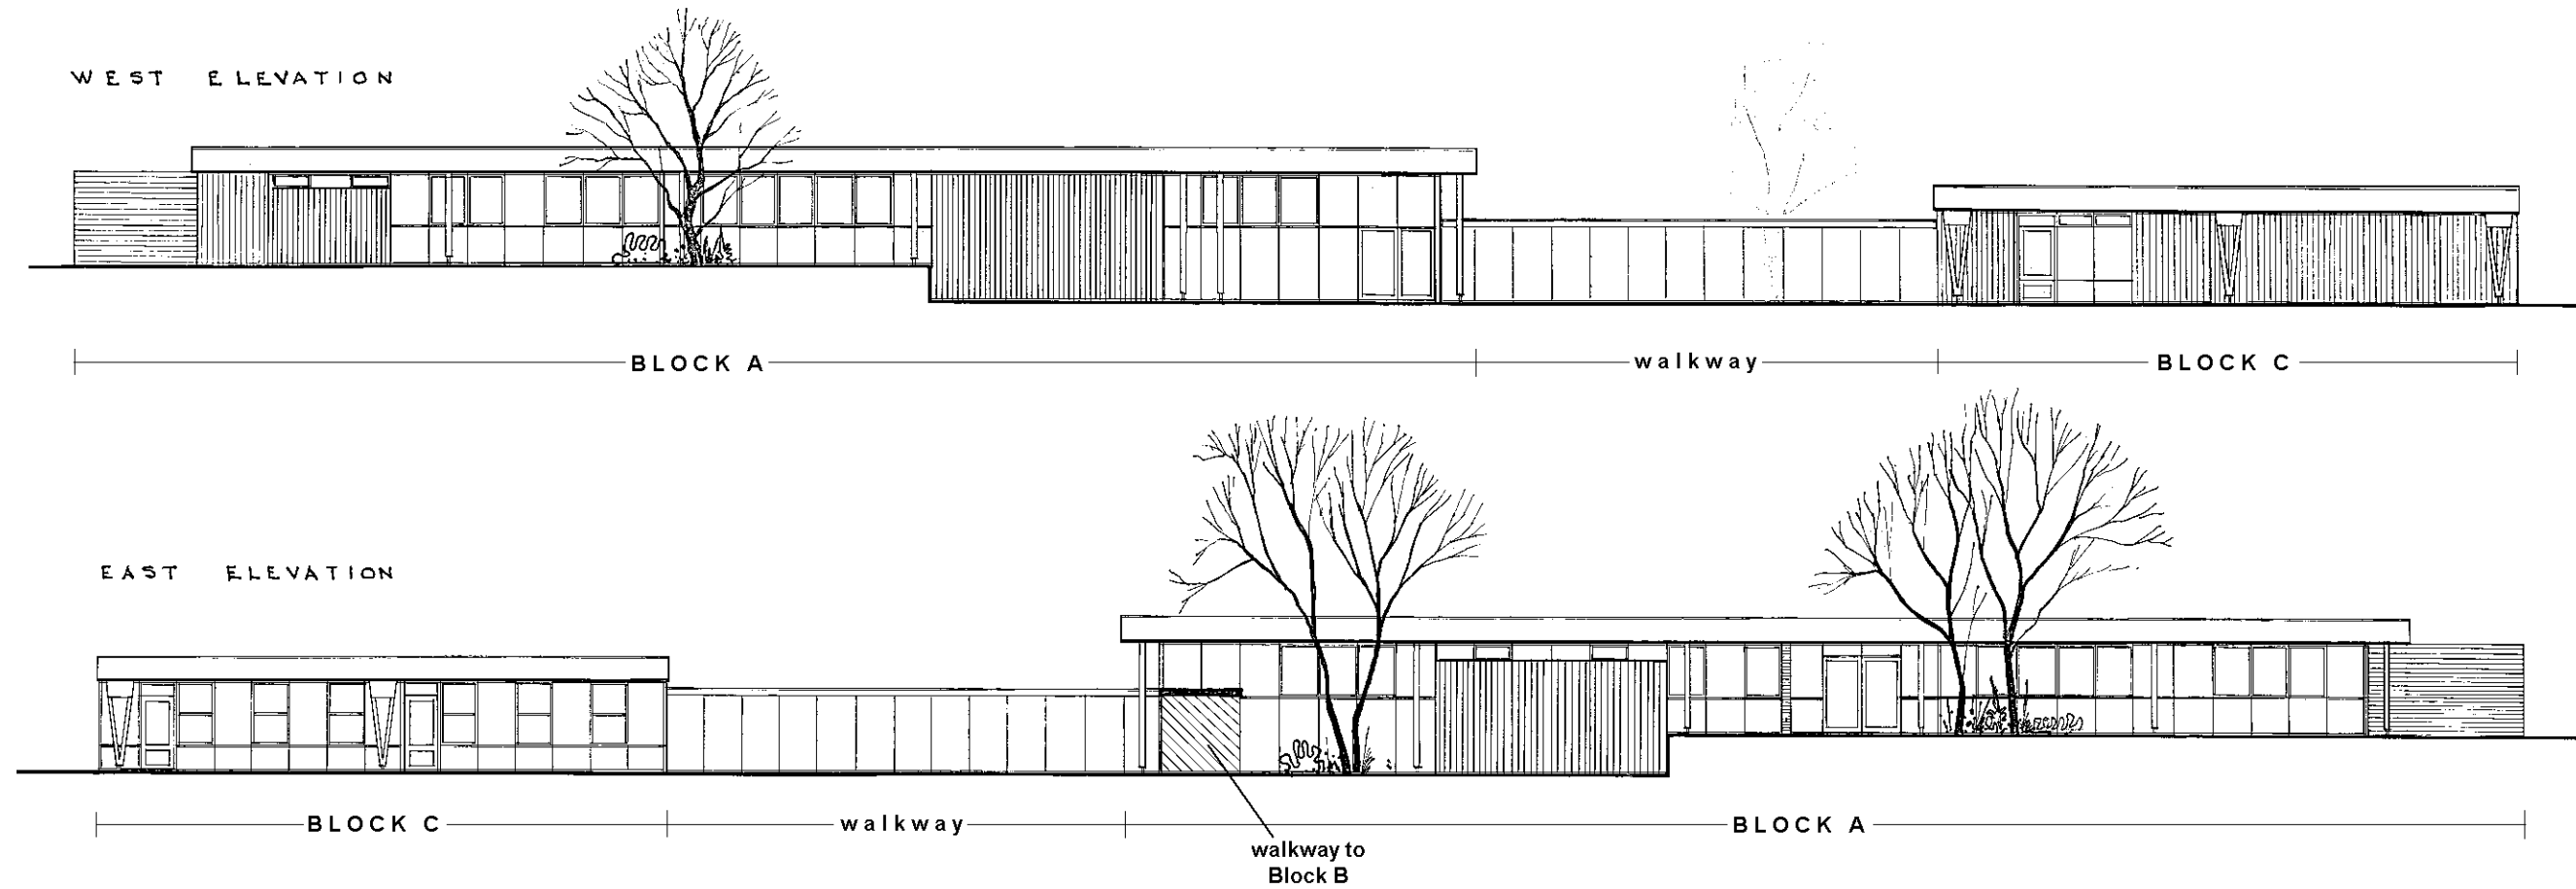 WEST ELEVATION
BLOCK A walkway BLOCK C
EAST ELEVATION
BLOCK C walkway BLOCK A
walkway to
Block B